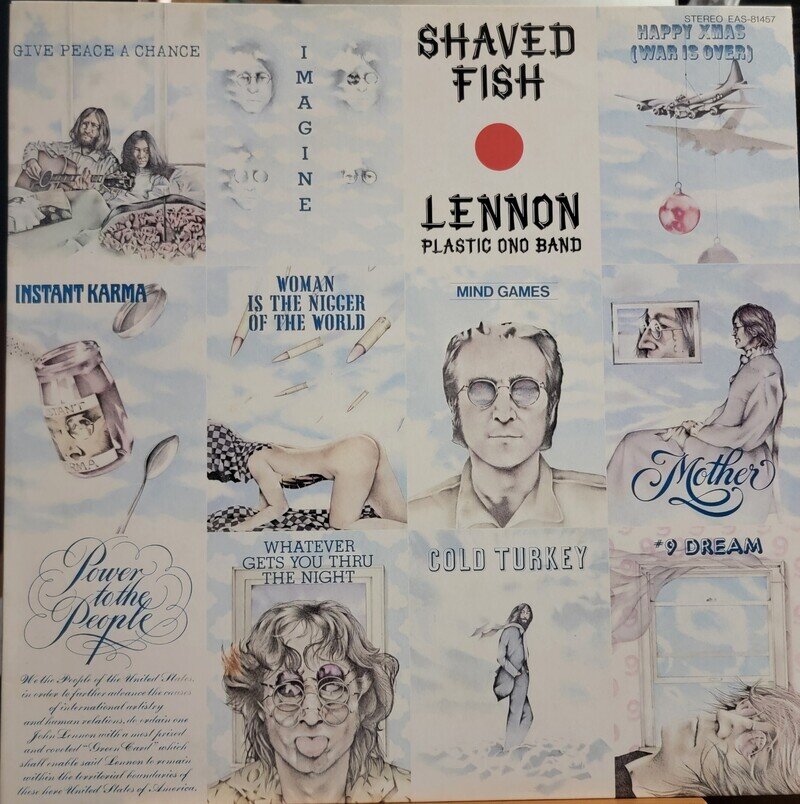 STEREO EAS-81457
GIVE PEACE A CHANCE
IMAGINE
SHAVED
FISH
LENNON
PLASTIC ONO BAND
HAPPY XMAS
(WAR IS OVER)
INSTANT KARMA
WOMAN
IS THE NIGGER
OF THE WORLD
MIND GAMES
Mother
Power
to the
People
We the People of the United States,
in order to further advance the causes
of international artistry
and human relations, do ordain one
John Lennon with a most prized
and coveted "Green Card" which
shall enable said Lennon to remain
within the territorial boundaries of
these here United States of America.
WHATEVER
GETS YOU THRU
THE NIGHT
COLD TURKEY
#9 DREAM